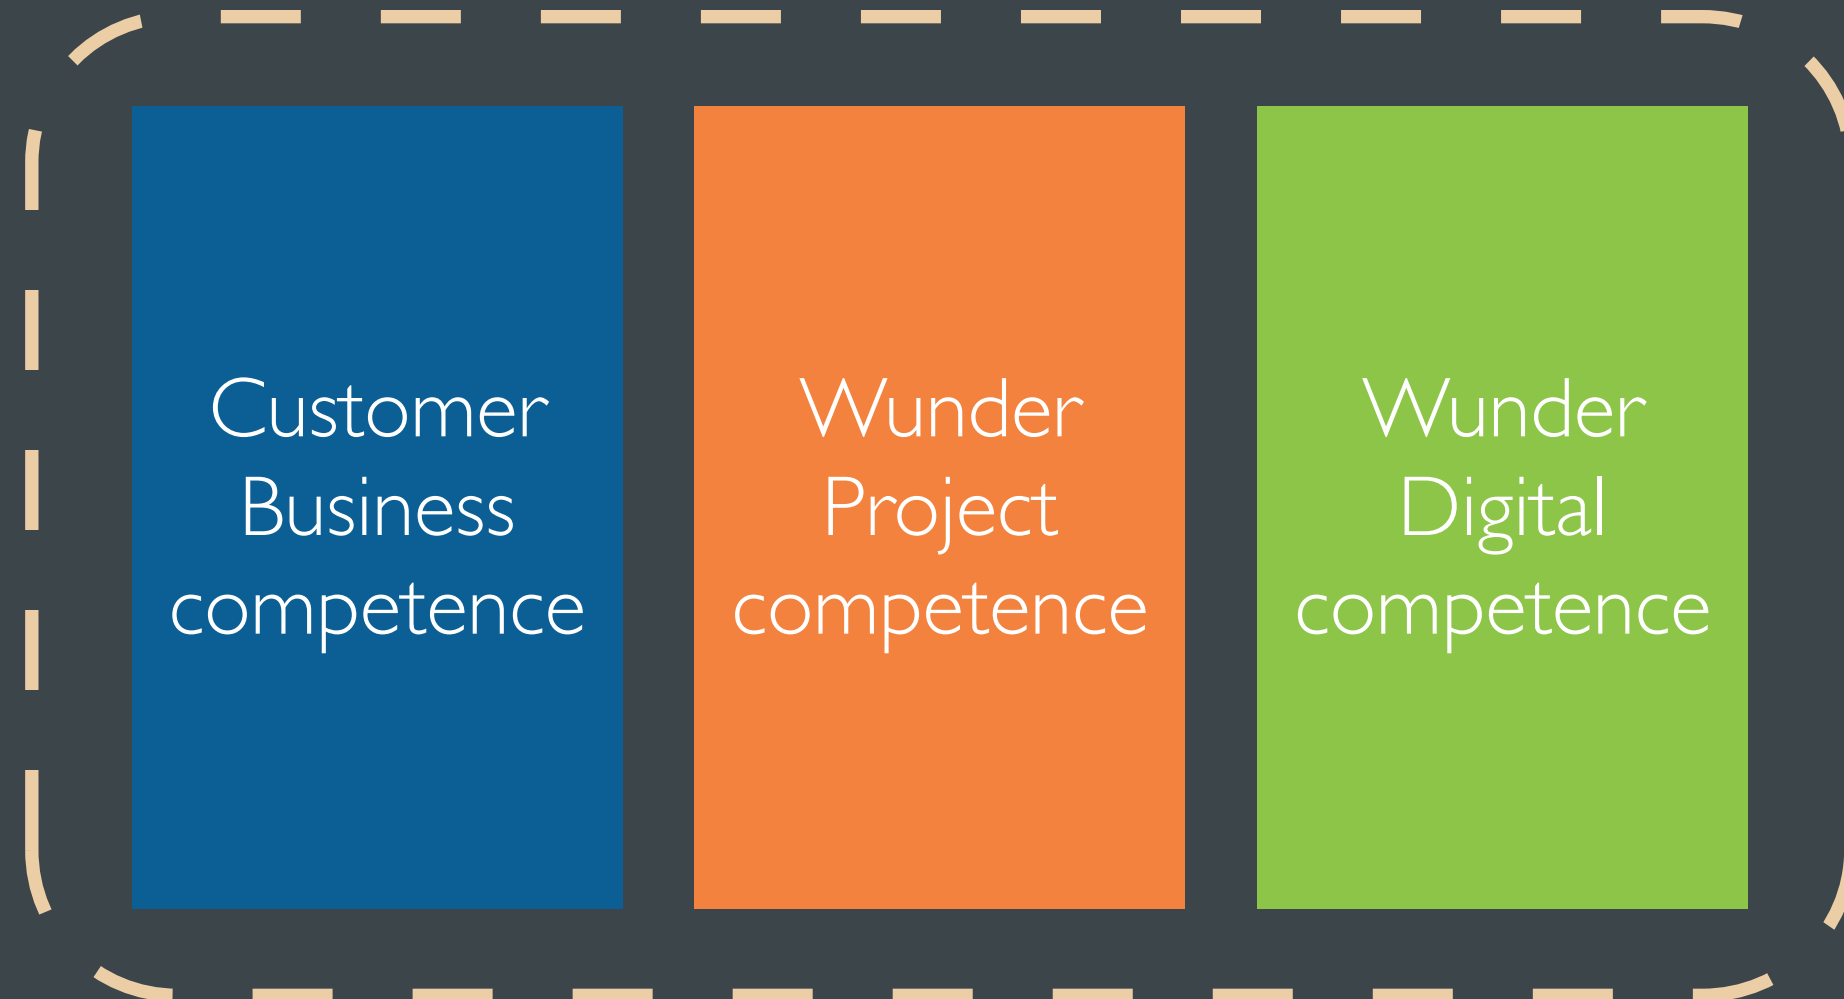 Customer
Business
competence
Wunder
Project
competence
Wunder
Digital
competence